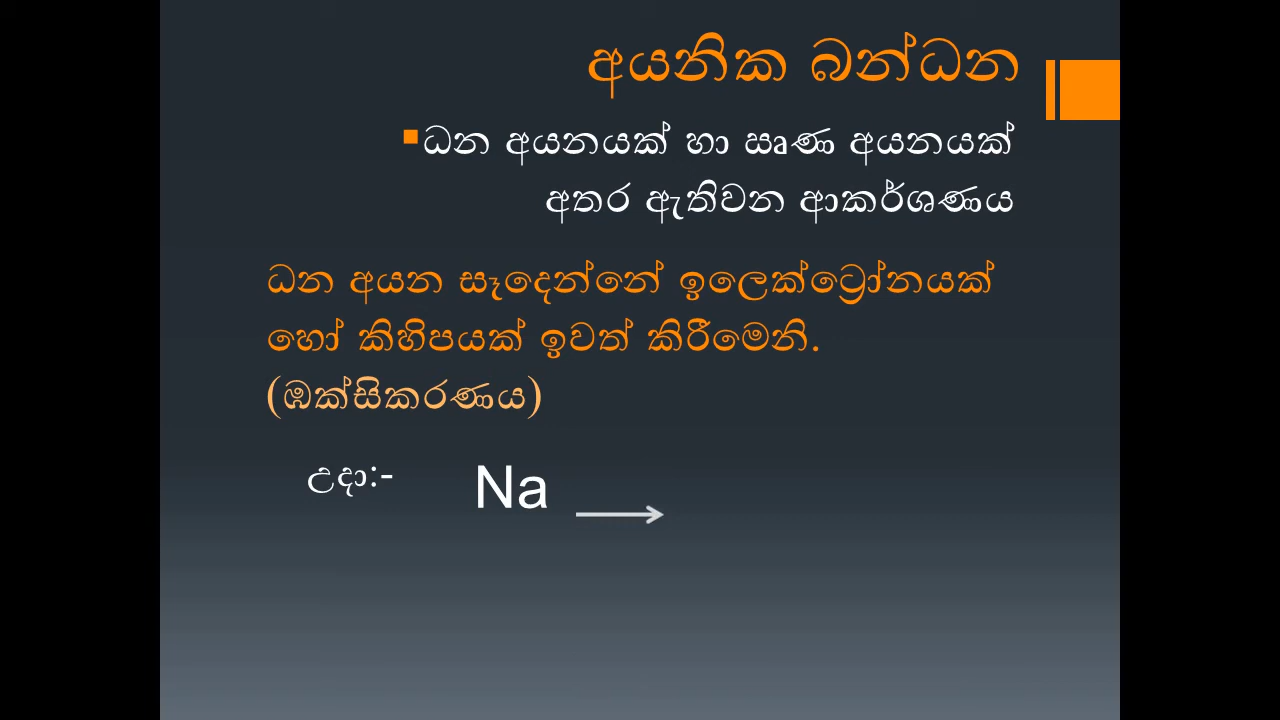 අයනික බන්ධන
ධන අයනයක් හා සෘණ අයනයක්
අතර ඇතිවන ආකර්ශණය
ධන අයන සෑදෙන්නේ ඉලෙක්ට්‍රෝනයක්
හෝ කිහිපයක් ඉවත් කිරීමෙනි.
(ඔක්සිකරණය)
උදා:- Na →